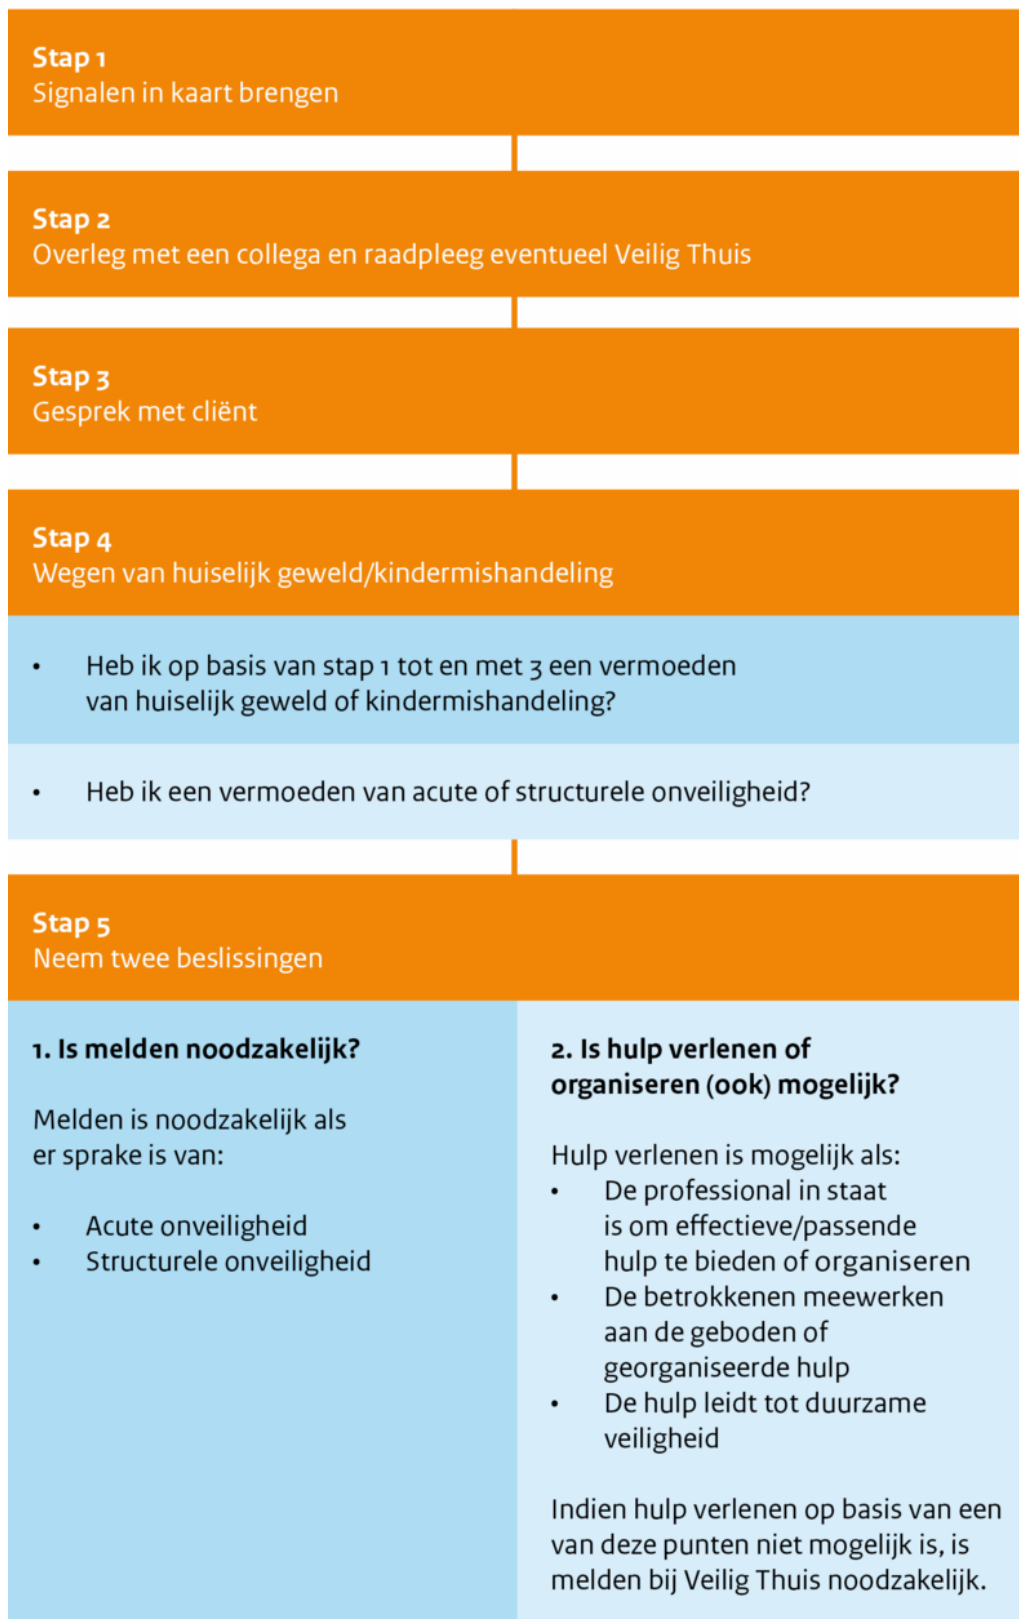 Stap 1
Signalen in kaart brengen
Stap 2
Overleg met een collega en raadpleeg eventueel Veilig Thuis
Stap 3
Gesprek met cliënt
Stap 4
Wegen van huiselijk geweld/kindermishandeling
• Heb ik op basis van stap 1 tot en met 3 een vermoeden
van huiselijk geweld of kindermishandeling?
• Heb ik een vermoeden van acute of structurele onveiligheid?
Stap 5
Neem twee beslissingen
1. Is melden noodzakelijk?
Melden is noodzakelijk als
er sprake is van:
• Acute onveiligheid
• Structurele onveiligheid
2. Is hulp verlenen of
organiseren (ook) mogelijk?
Hulp verlenen is mogelijk als:
• De professional in staat
is om effectieve/passende
hulp te bieden of organiseren
• De betrokkenen meewerken
aan de geboden of
georganiseerde hulp
• De hulp leidt tot duurzame
veiligheid
Indien hulp verlenen op basis van een
van deze punten niet mogelijk is, is
melden bij Veilig Thuis noodzakelijk.